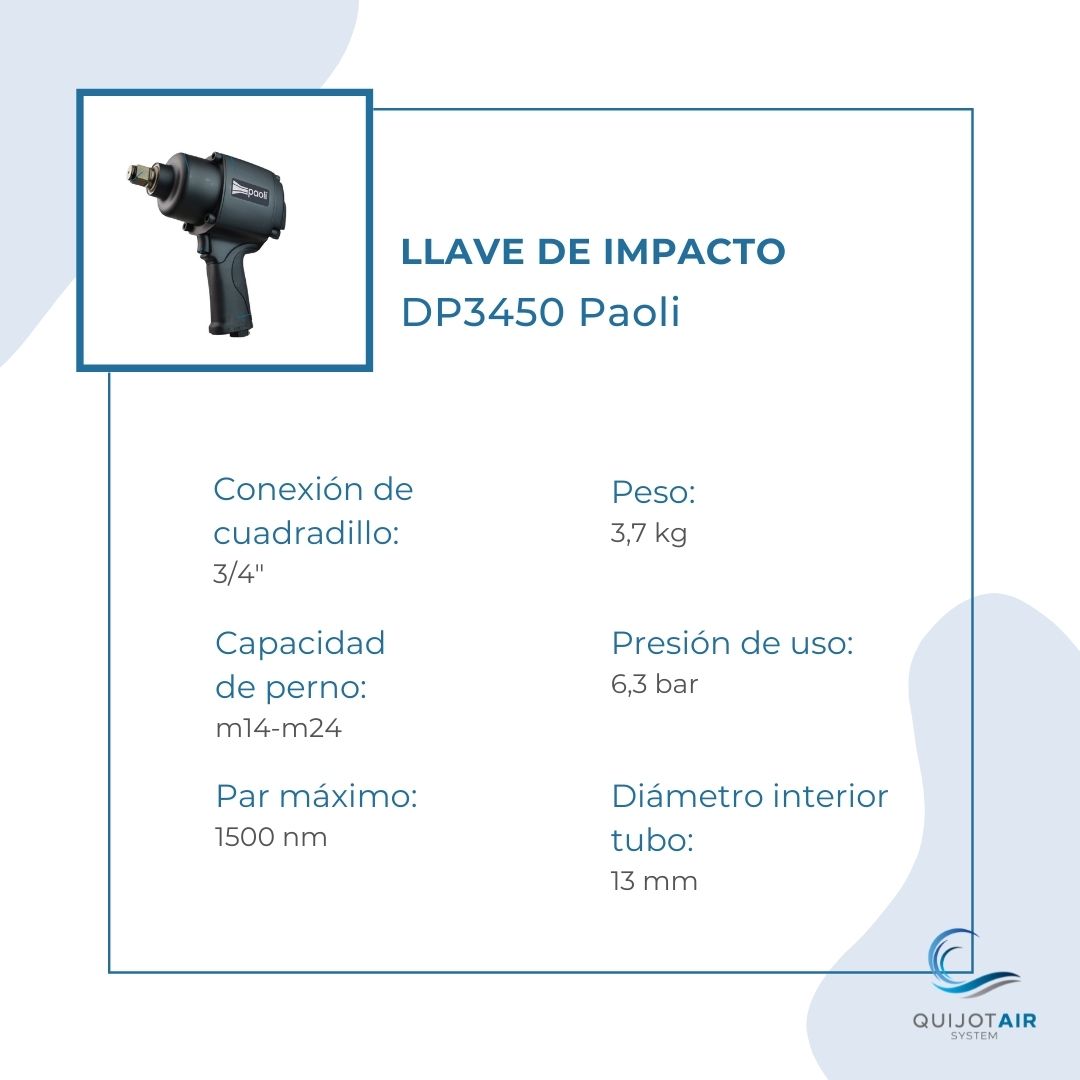 paoli
LLAVE DE IMPACTO
DP3450 Paoli
Conexión de
cuadradillo:
3/4"
Capacidad
de perno:
m14-m24
Par máximo:
1500 nm
Peso:
3,7 kg
Presión de uso:
6,3 bar
Diámetro interior
tubo:
13 mm
QUIJOTAIR
SYSTEM